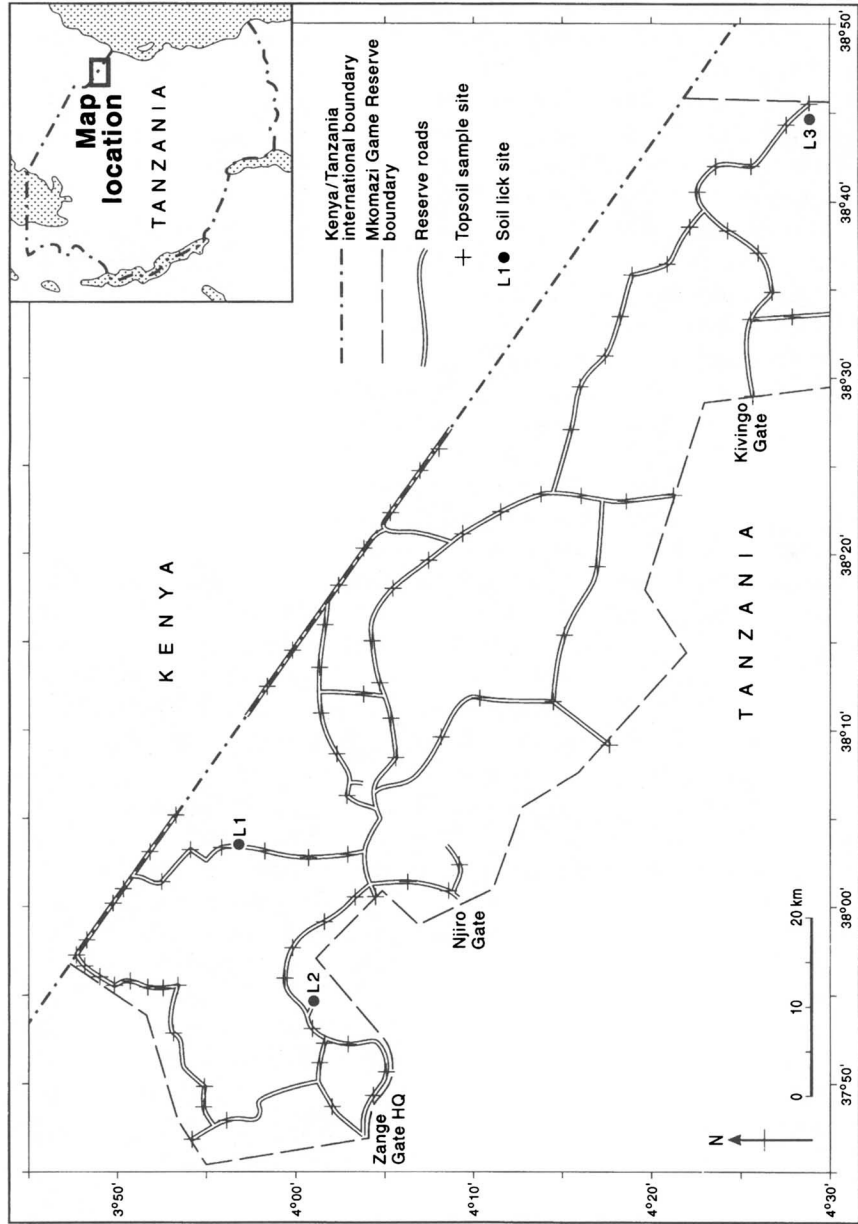 Map
location
TANZANIA
Kenya/Tanzania
international boundary
Mkomazi Game Reserve
boundary
Reserve roads
Topsoil sample site
L1
Soil lick site
KENYA
TANZANIA
L1
L2
L3
Zange
Gate HQ
Njiro
Gate
Kivingo
Gate
N
0 10 20 km
3°50'
4°00'
4°10'
4°20'
4°30'
37°50'
38°00'
38°10'
38°20'
38°30'
38°40'
38°50'